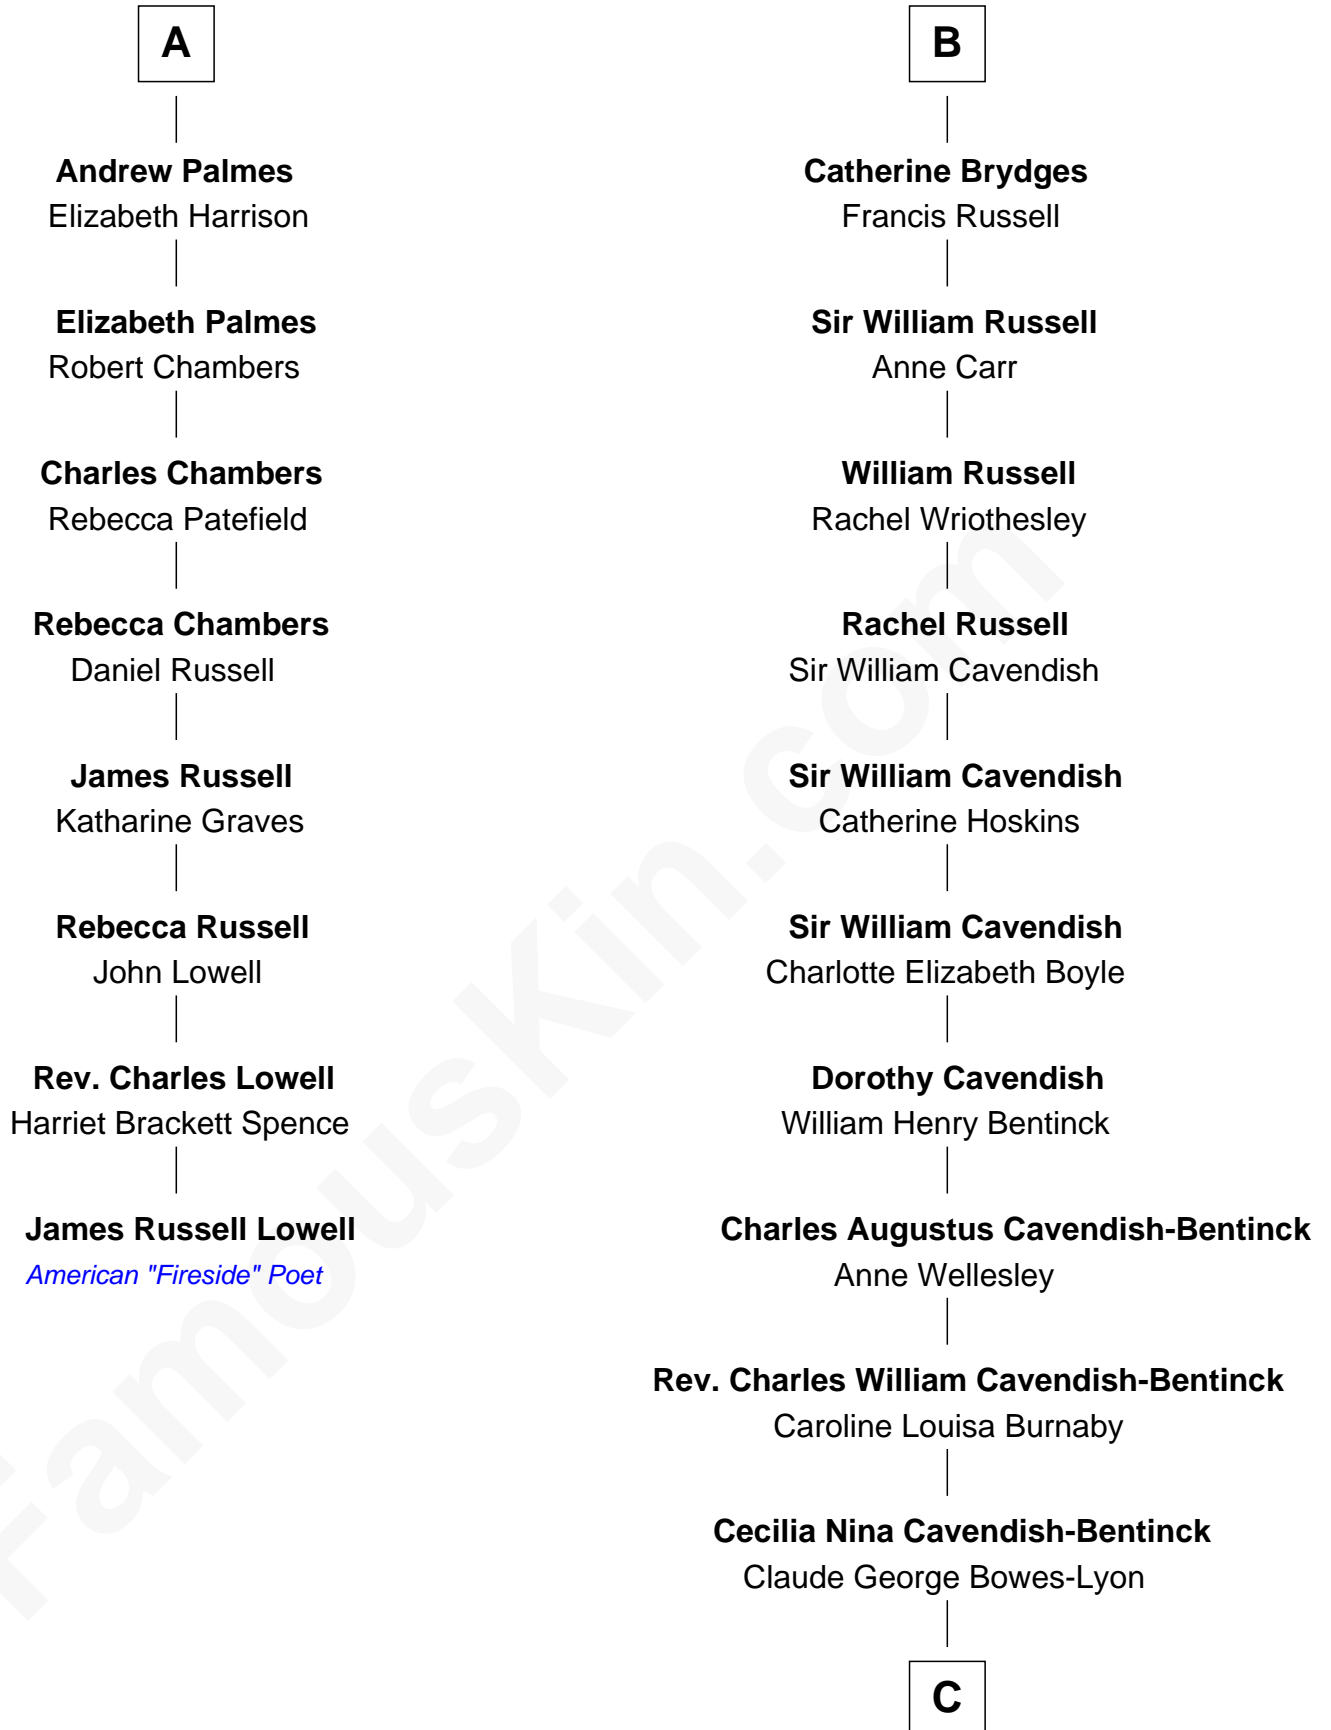 A
Andrew Palmes
Elizabeth Harrison
Elizabeth Palmes
Robert Chambers
Charles Chambers
Rebecca Patefield
Rebecca Chambers
Daniel Russell
James Russell
Katharine Graves
Rebecca Russell
John Lowell
Rev. Charles Lowell
Harriet Brackett Spence
James Russell Lowell
American "Fireside" Poet
B
Catherine Brydges
Francis Russell
Sir William Russell
Anne Carr
William Russell
Rachel Wriothesley
Rachel Russell
Sir William Cavendish
Sir William Cavendish
Catherine Hoskins
Sir William Cavendish
Charlotte Elizabeth Boyle
Dorothy Cavendish
William Henry Bentinck
Charles Augustus Cavendish-Bentinck
Anne Wellesley
Rev. Charles William Cavendish-Bentinck
Caroline Louisa Burnaby
Cecilia Nina Cavendish-Bentinck
Claude George Bowes-Lyon
C
FamousKin.com